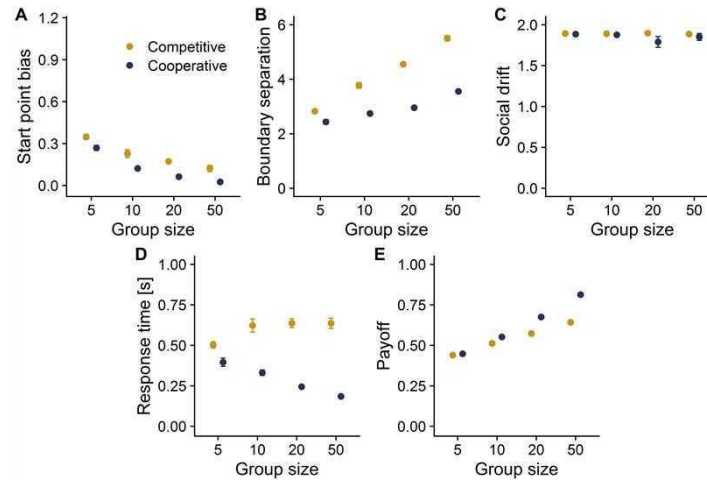 A
Start point bias
1.2
0.9
0.6
0.3
0.0
Competitive
Cooperative
5 10 20 50
Group size
B
Boundary separation
6
4
2
0
5 10 20 50
Group size
C
Social drift
2.0
1.5
1.0
0.5
0.0
5 10 20 50
Group size
D
Response time [s]
1.00
0.75
0.50
0.25
0.00
5 10 20 50
Group size
E
Payoff
1.00
0.75
0.50
0.25
0.00
5 10 20 50
Group size